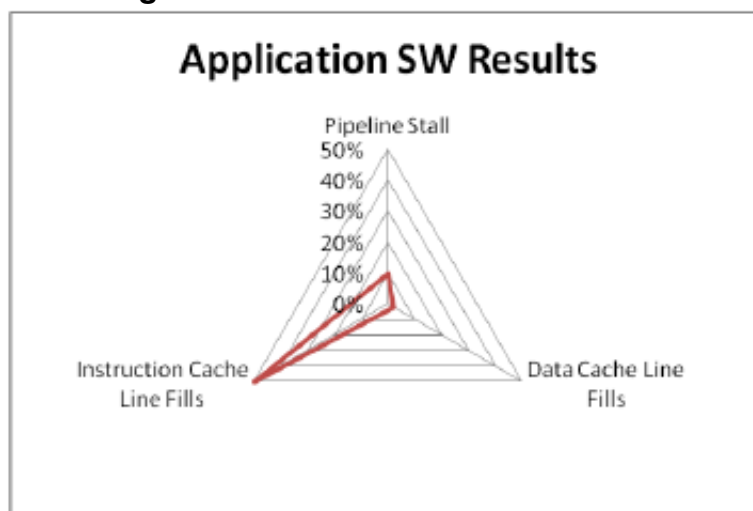 Application SW Results
Pipeline Stall
50%
40%
30%
20%
10%
0%
Instruction Cache
Line Fills
Data Cache Line
Fills